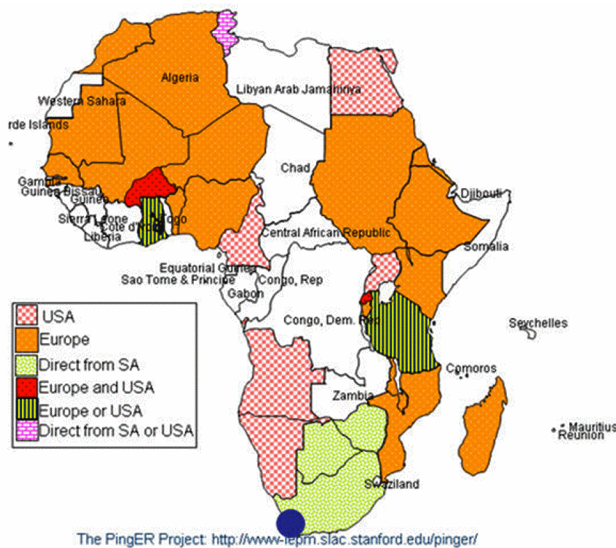 Algeria
Libyan Arab Jamahiriya
Western Sahara
rde Islands
Chad
Gambia
Guinea Bissau
Guinea
Djibouti
Sierra Leone
Togo
Cote d'Ivo
Liberia
Central African Republic
Somalia
Equatorial Guinea
Sao Tome & Principe
Congo, Rep
Gabon
USA
Europe
Direct from SA
Europe and USA
Europe or USA
Direct from SA or USA
Congo, Dem. Rep
Seychelles
Comoros
Zambia
Mauritius
Reunion
Swaziland
The PingER Project: http://www-iepm.slac.stanford.edu/pinger/